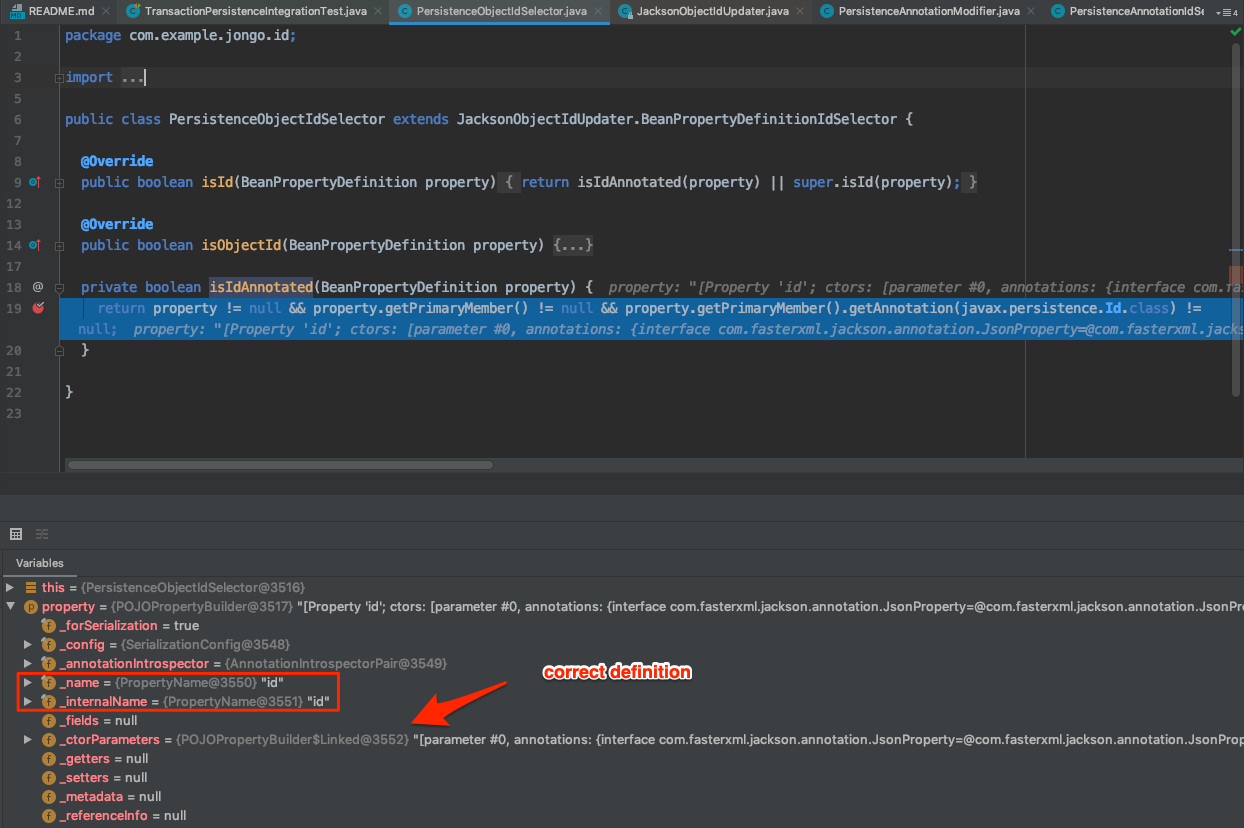 README.md TransactionPersistenceIntegrationTest.java PersistenceObjectIdSelector.java JacksonObjectIdUpdater.java PersistenceAnnotationModifier.java PersistenceAnnotationIdSe 4
1 package com.example.jongo.id;
2
3 import ...
5
6 public class PersistenceObjectIdSelector extends JacksonObjectIdUpdater.BeanPropertyDefinitionIdSelector {
7
8 @Override
9 public boolean isId(BeanPropertyDefinition property) { return isIdAnnotated(property) || super.isId(property); }
12
13 @Override
14 public boolean isObjectId(BeanPropertyDefinition property) {...}
17
18 @ private boolean isIdAnnotated(BeanPropertyDefinition property) { property: "[Property 'id'; ctors: [parameter #0, annotations: {interface com.fas
19 return property != null && property.getPrimaryMember() != null && property.getPrimaryMember().getAnnotation(javax.persistence.Id.class) !=
null; property: "[Property 'id'; ctors: [parameter #0, annotations: {interface com.fasterxml.jackson.annotation.JsonProperty=@com.fasterxml.jacks
20 }
21
22 }
23
Variables
this = {PersistenceObjectIdSelector@3516}
p property = {POJOPropertyBuilder@3517} "[Property 'id'; ctors: [parameter #0, annotations: {interface com.fasterxml.jackson.annotation.JsonProperty=@com.fasterxml.jackson.annotation.JsonPro
f _forSerialization = true
f _config = {SerializationConfig@3548}
f _annotationIntrospector = {AnnotationIntrospectorPair@3549}
correct definition
f _name = {PropertyName@3550} "id"
f _internalName = {PropertyName@3551} "id"
f _fields = null
f _ctorParameters = {POJOPropertyBuilder$Linked@3552} "[parameter #0, annotations: {interface com.fasterxml.jackson.annotation.JsonProperty=@com.fasterxml.jackson.annotation.JsonProp
f _getters = null
f _setters = null
f _metadata = null
f _referenceInfo = null